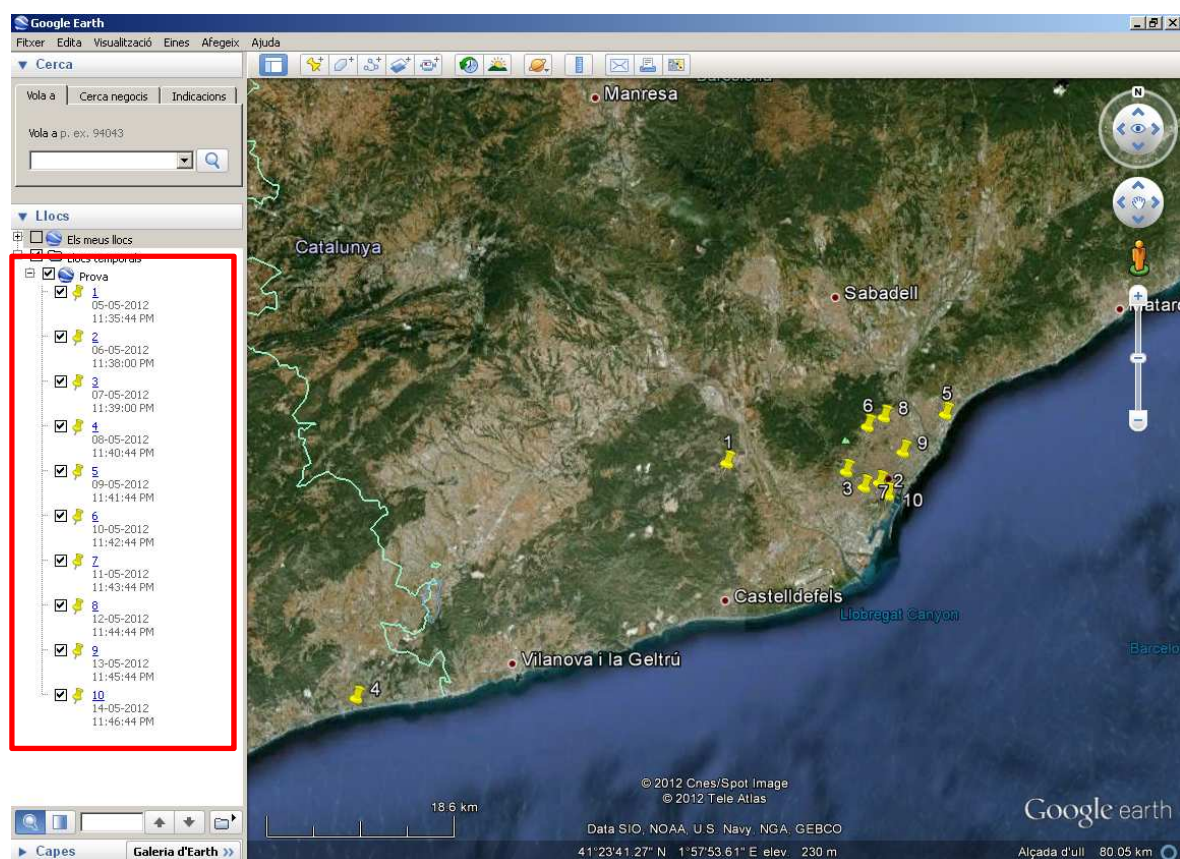 Google Earth
Fitxer Edita Visualització Eines Afegeix Ajuda
Cerca
Vola a Cerca negocis Indicacions
Vola a p. ex. 94043
Llocs
Els meus llocs
Llocs temporals
Prova
1
05-05-2012
11:35:44 PM
2
06-05-2012
11:38:00 PM
3
07-05-2012
11:39:00 PM
4
08-05-2012
11:40:44 PM
5
09-05-2012
11:41:44 PM
6
10-05-2012
11:42:44 PM
7
11-05-2012
11:43:44 PM
8
12-05-2012
11:44:44 PM
9
13-05-2012
11:45:44 PM
10
14-05-2012
11:46:44 PM
Capes Galeria d'Earth >>
Barcelona
Manresa
N
Catalunya
Sabadell
Mataró
5
6 8
1
9
3 7 2
10
Castelldefels
Llobregat Canyon
Barcelo
Vilanova i la Geltrú
4
© 2012 Cnes/Spot Image
© 2012 Tele Atlas
18.6 km
Google earth
Data SIO, NOAA, U.S. Navy, NGA, GEBCO
41°23'41.27" N 1°57'53.61" E elev. 230 m Alçada d'ull 80.05 km